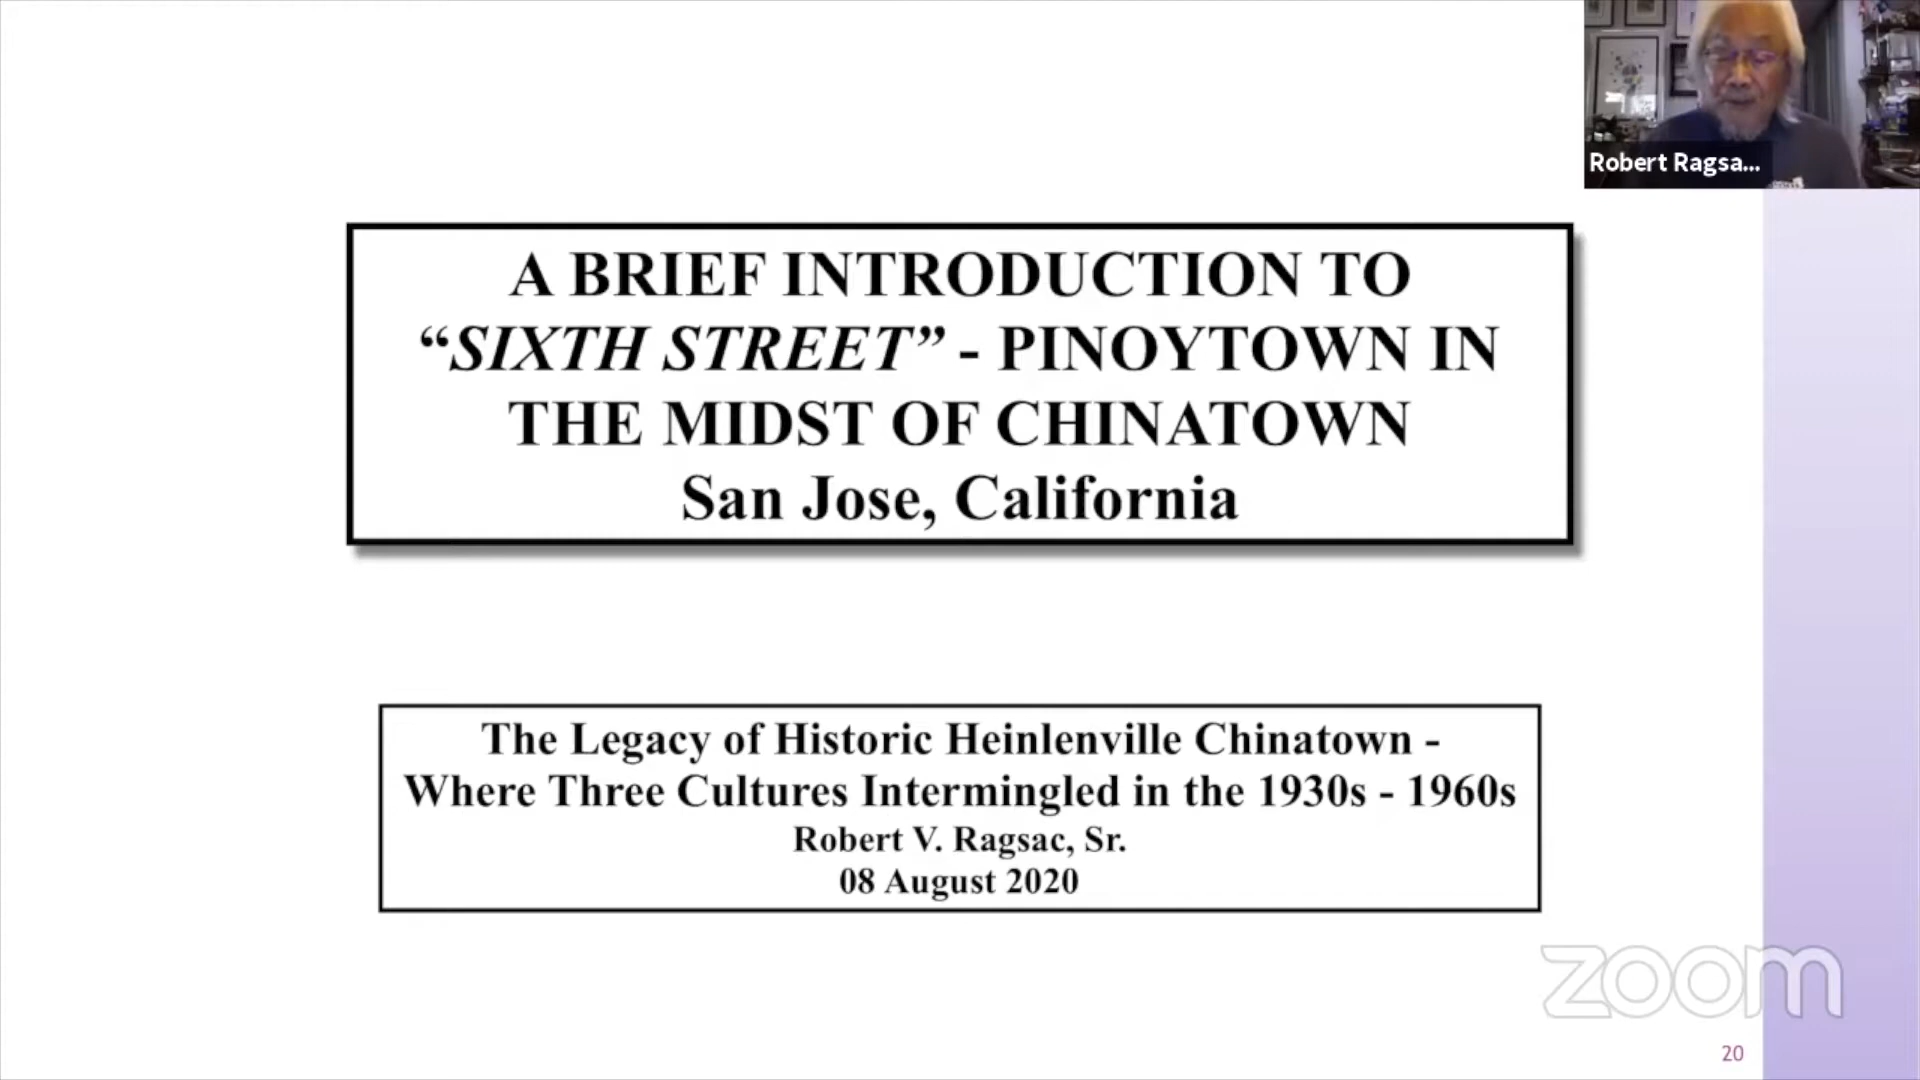 Robert Ragsa...
A BRIEF INTRODUCTION TO
“SIXTH STREET” - PINOYTOWN IN
THE MIDST OF CHINATOWN
San Jose, California
The Legacy of Historic Heinlenville Chinatown -
Where Three Cultures Intermingled in the 1930s - 1960s
Robert V. Ragsac, Sr.
08 August 2020
zoom
20